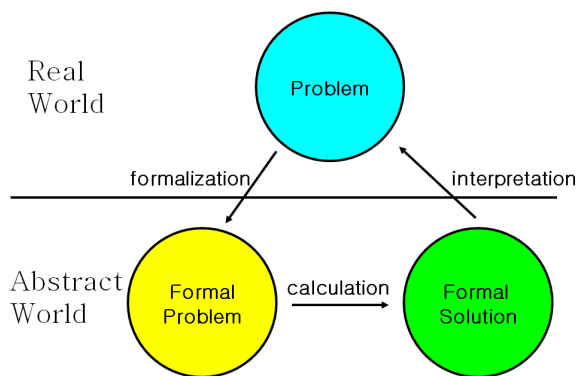 Real
World
Problem
formalization
interpretation
Abstract
World
Formal
Problem
calculation
Formal
Solution